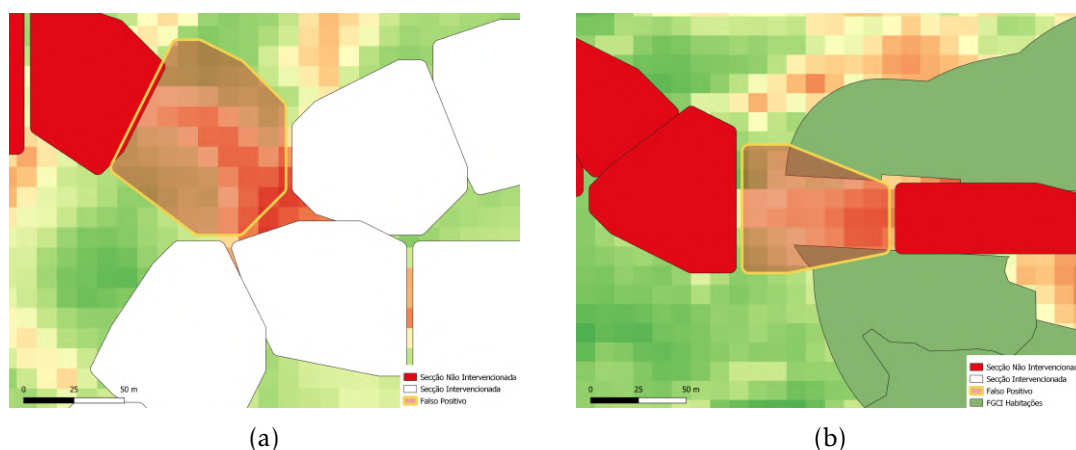 0 25 50 m
Secção Não Intervencionada
Secção Intervencionada
Falso Positivo
0 25 50 m
Secção Não Intervencionad
Secção Intervencionada
Falso Positivo
FGCI Habitações
(a) (b)